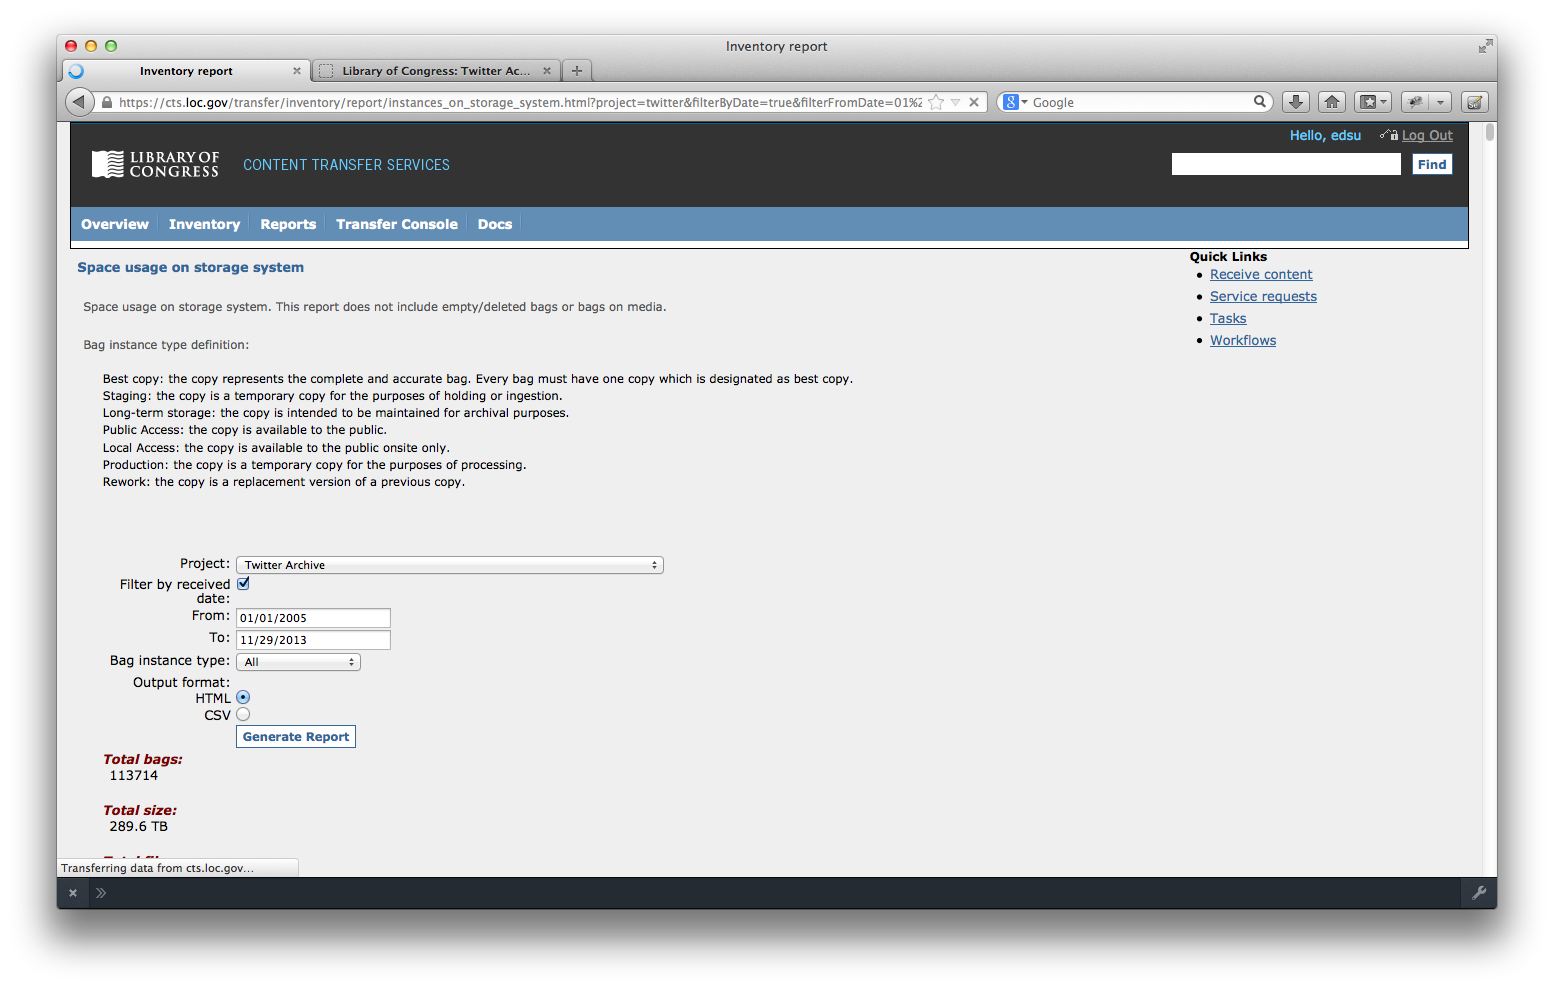 Inventory report
Inventory report
Library of Congress: Twitter Ac...
https://cts.loc.gov/transfer/inventory/report/instances_on_storage_system.html?project=twitter&filterByDate=true&filterFromDate=01%2
Google
Hello, edsu
Log Out
LIBRARY OF CONGRESS
CONTENT TRANSFER SERVICES
Find
Overview Inventory Reports Transfer Console Docs
Space usage on storage system
Quick Links
Receive content
Service requests
Tasks
Workflows
Space usage on storage system. This report does not include empty/deleted bags or bags on media.
Bag instance type definition:
Best copy: the copy represents the complete and accurate bag. Every bag must have one copy which is designated as best copy.
Staging: the copy is a temporary copy for the purposes of holding or ingestion.
Long-term storage: the copy is intended to be maintained for archival purposes.
Public Access: the copy is available to the public.
Local Access: the copy is available to the public onsite only.
Production: the copy is a temporary copy for the purposes of processing.
Rework: the copy is a replacement version of a previous copy.
Project: Twitter Archive
Filter by received
date:
From: 01/01/2005
To: 11/29/2013
Bag instance type: All
Output format:
HTML
CSV
Generate Report
Total bags:
113714
Total size:
289.6 TB
Transferring data from cts.loc.gov...